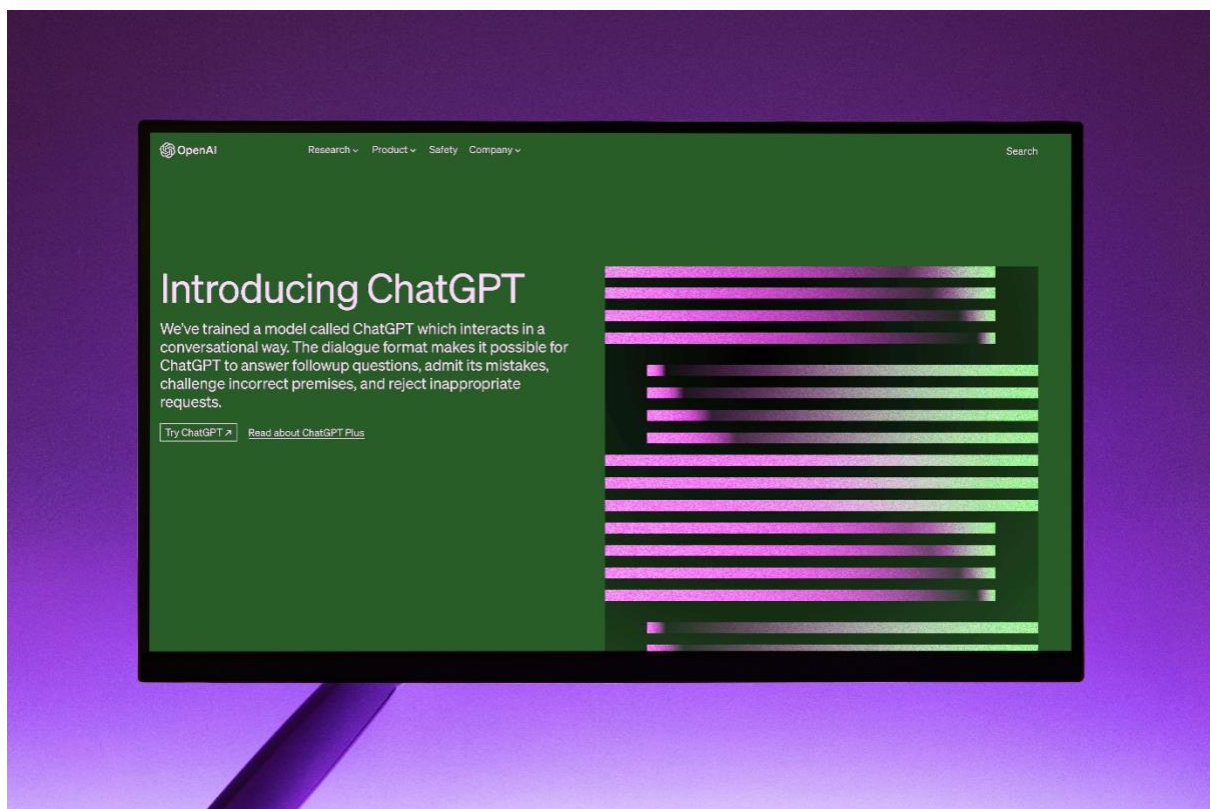 OpenAI
Research Product Safety Company
Search
Introducing ChatGPT
We've trained a model called ChatGPT which interacts in a
conversational way. The dialogue format makes it possible for
ChatGPT to answer followup questions, admit its mistakes,
challenge incorrect premises, and reject inappropriate
requests.
Try ChatGPT ↗
Read about ChatGPT Plus